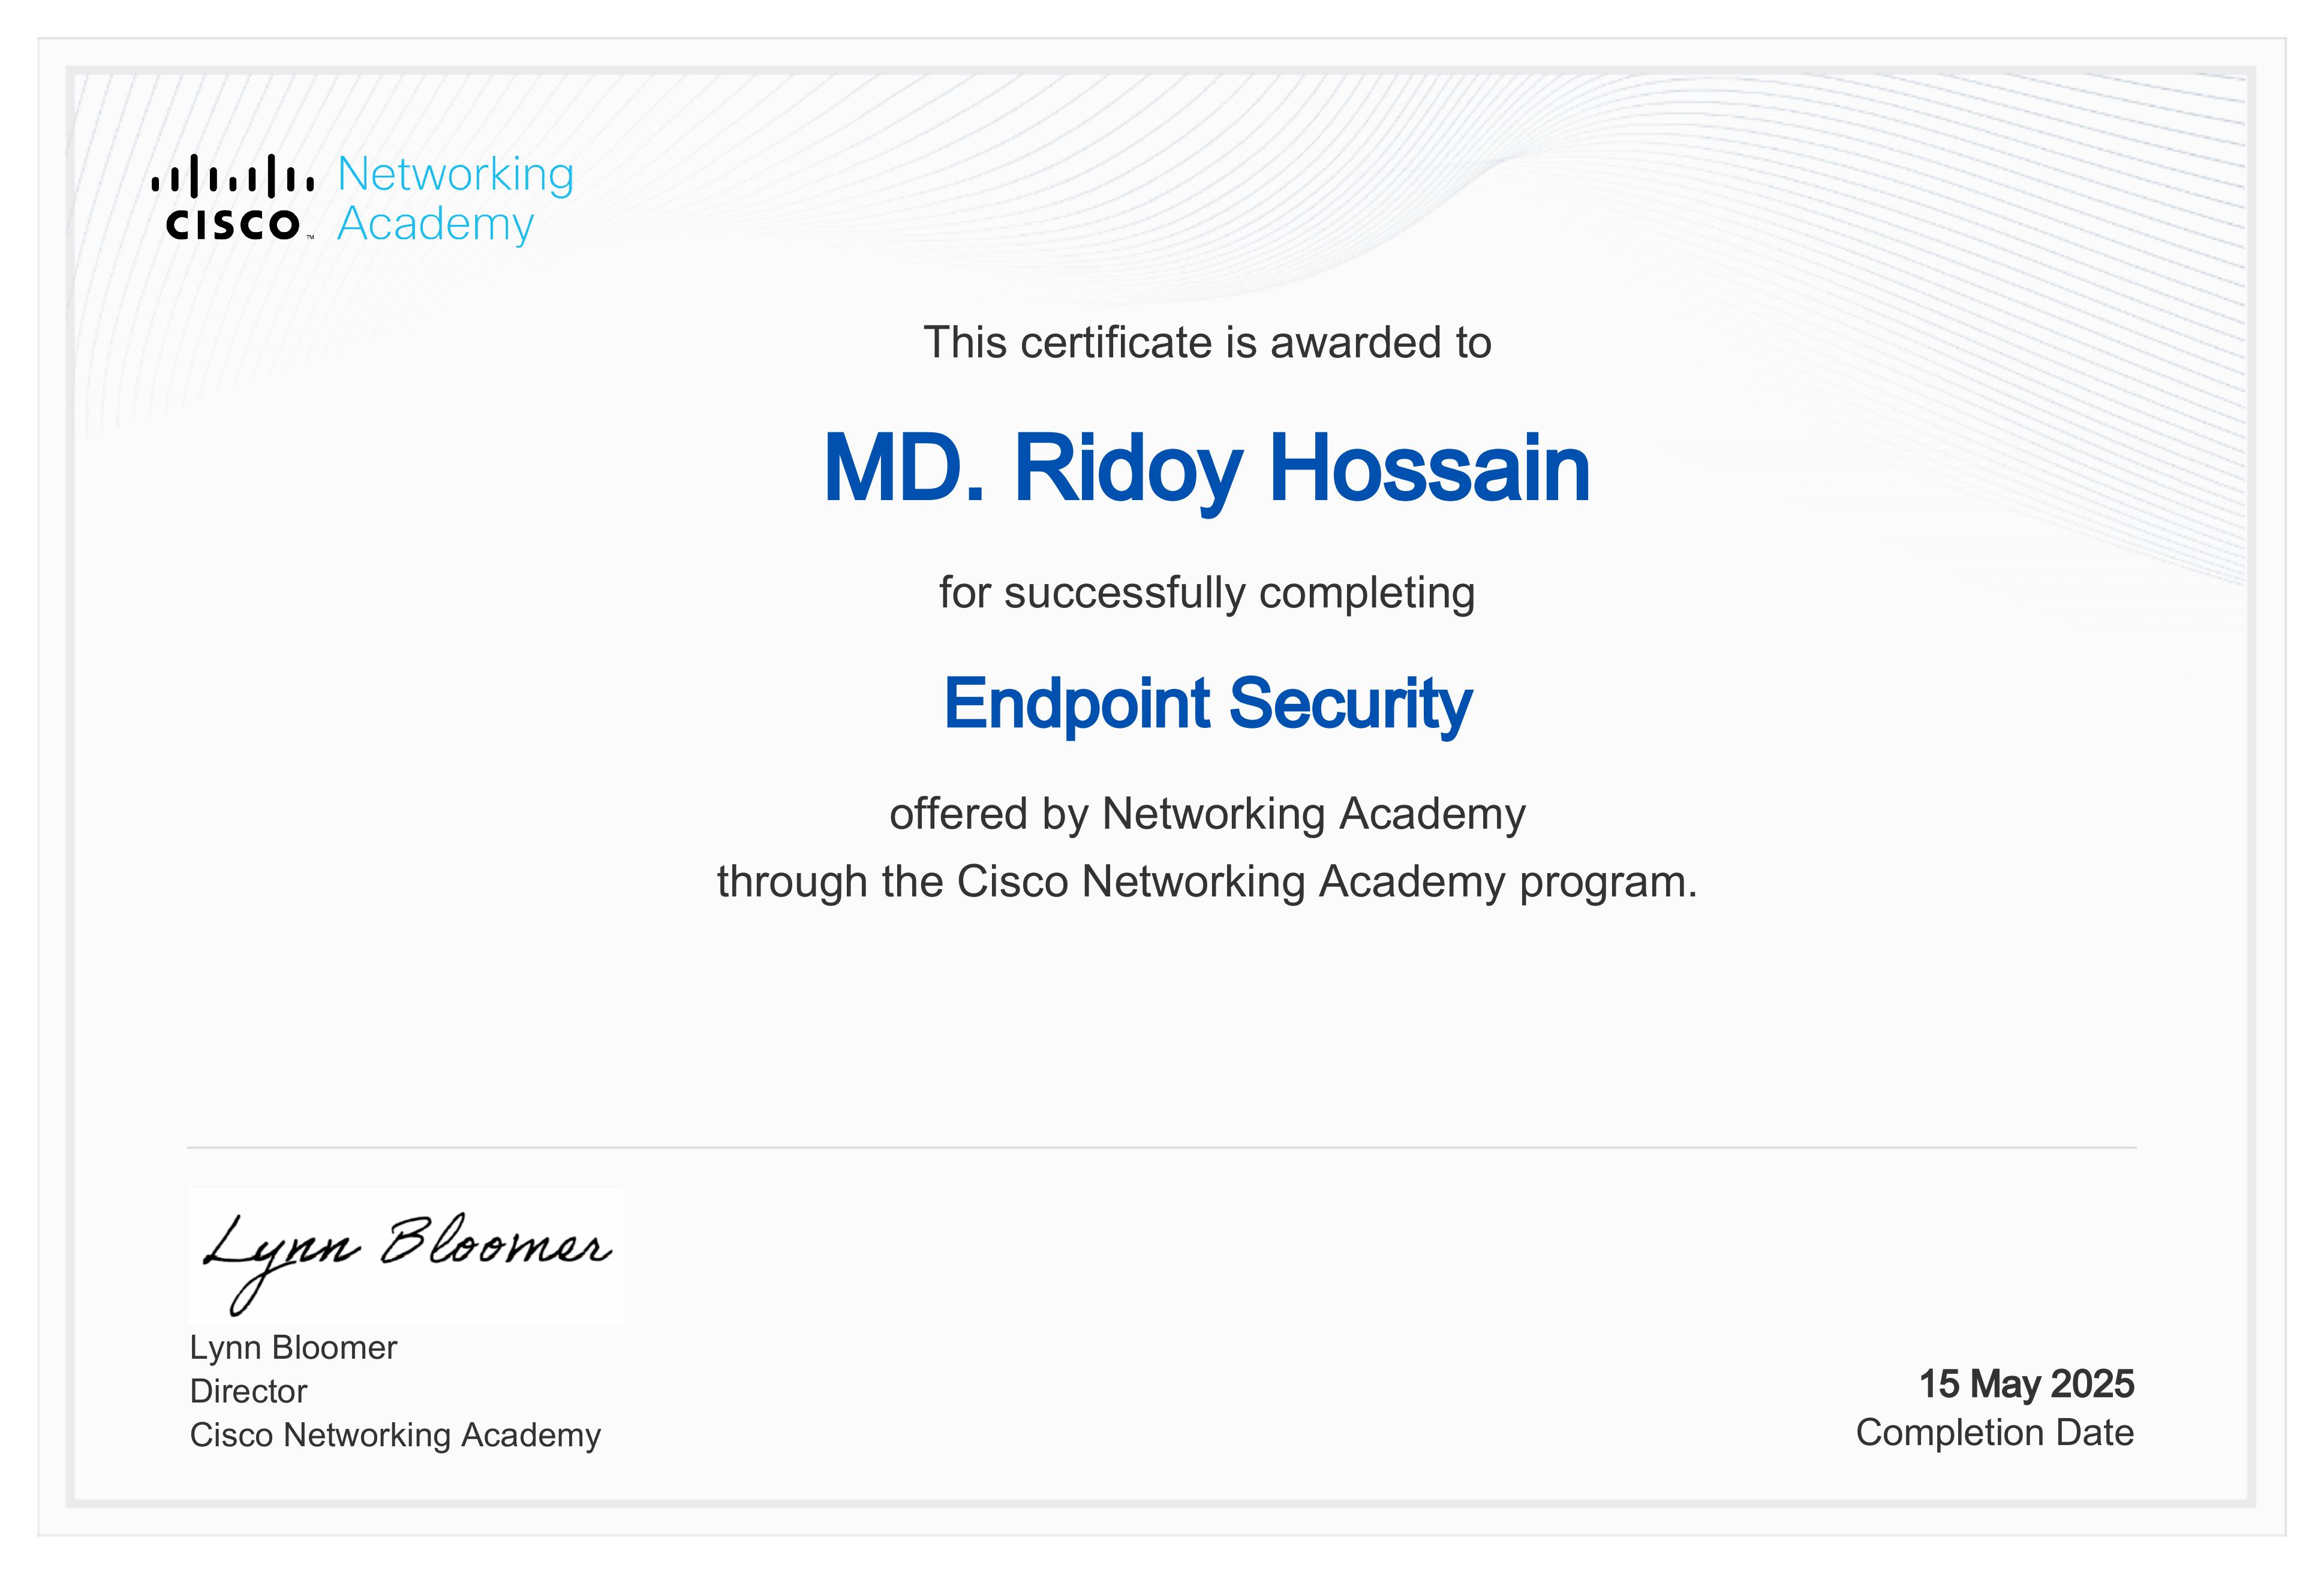 CISCO™ Networking
Academy
This certificate is awarded to
MD. Ridoy Hossain
for successfully completing
Endpoint Security
offered by Networking Academy
through the Cisco Networking Academy program.
Lynn Bloomer
Lynn Bloomer
Director
Cisco Networking Academy
15 May 2025
Completion Date